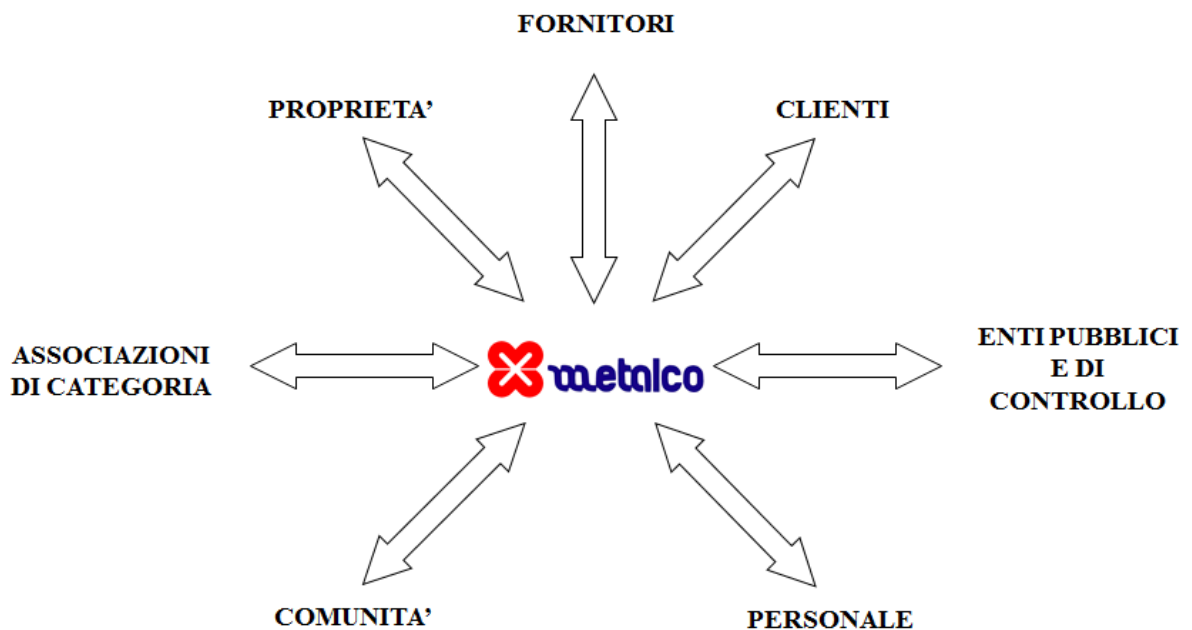 FORNITORI
PROPRIETA’
CLIENTI
ASSOCIAZIONI
DI CATEGORIA
metalco
ENTI PUBBLICI
E DI
CONTROLLO
COMUNITA’
PERSONALE